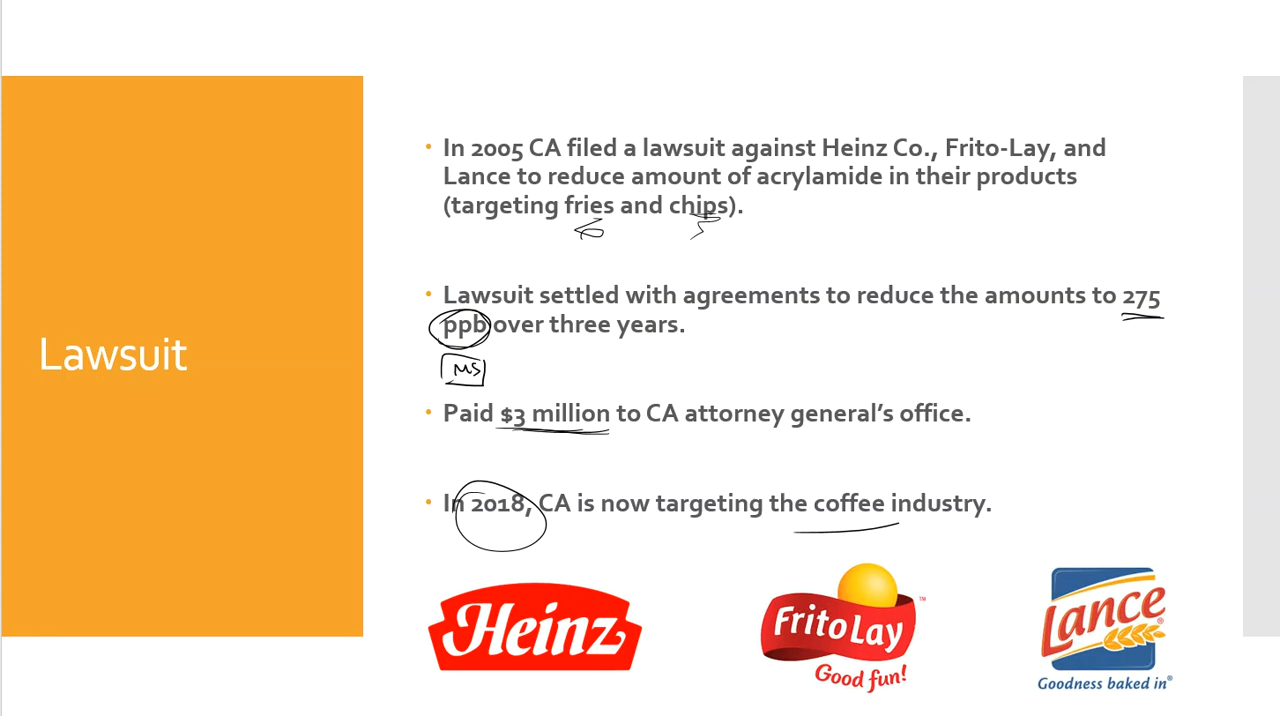 Lawsuit
• In 2005 CA filed a lawsuit against Heinz Co., Frito-Lay, and
Lance to reduce amount of acrylamide in their products
(targeting fries and chips).
• Lawsuit settled with agreements to reduce the amounts to 275
ppb over three years.
MS
• Paid $3 million to CA attorney general's office.
• In 2018, CA is now targeting the coffee industry.
Heinz
Frito Lay ™
Good fun!
Lance ®
Goodness baked in®